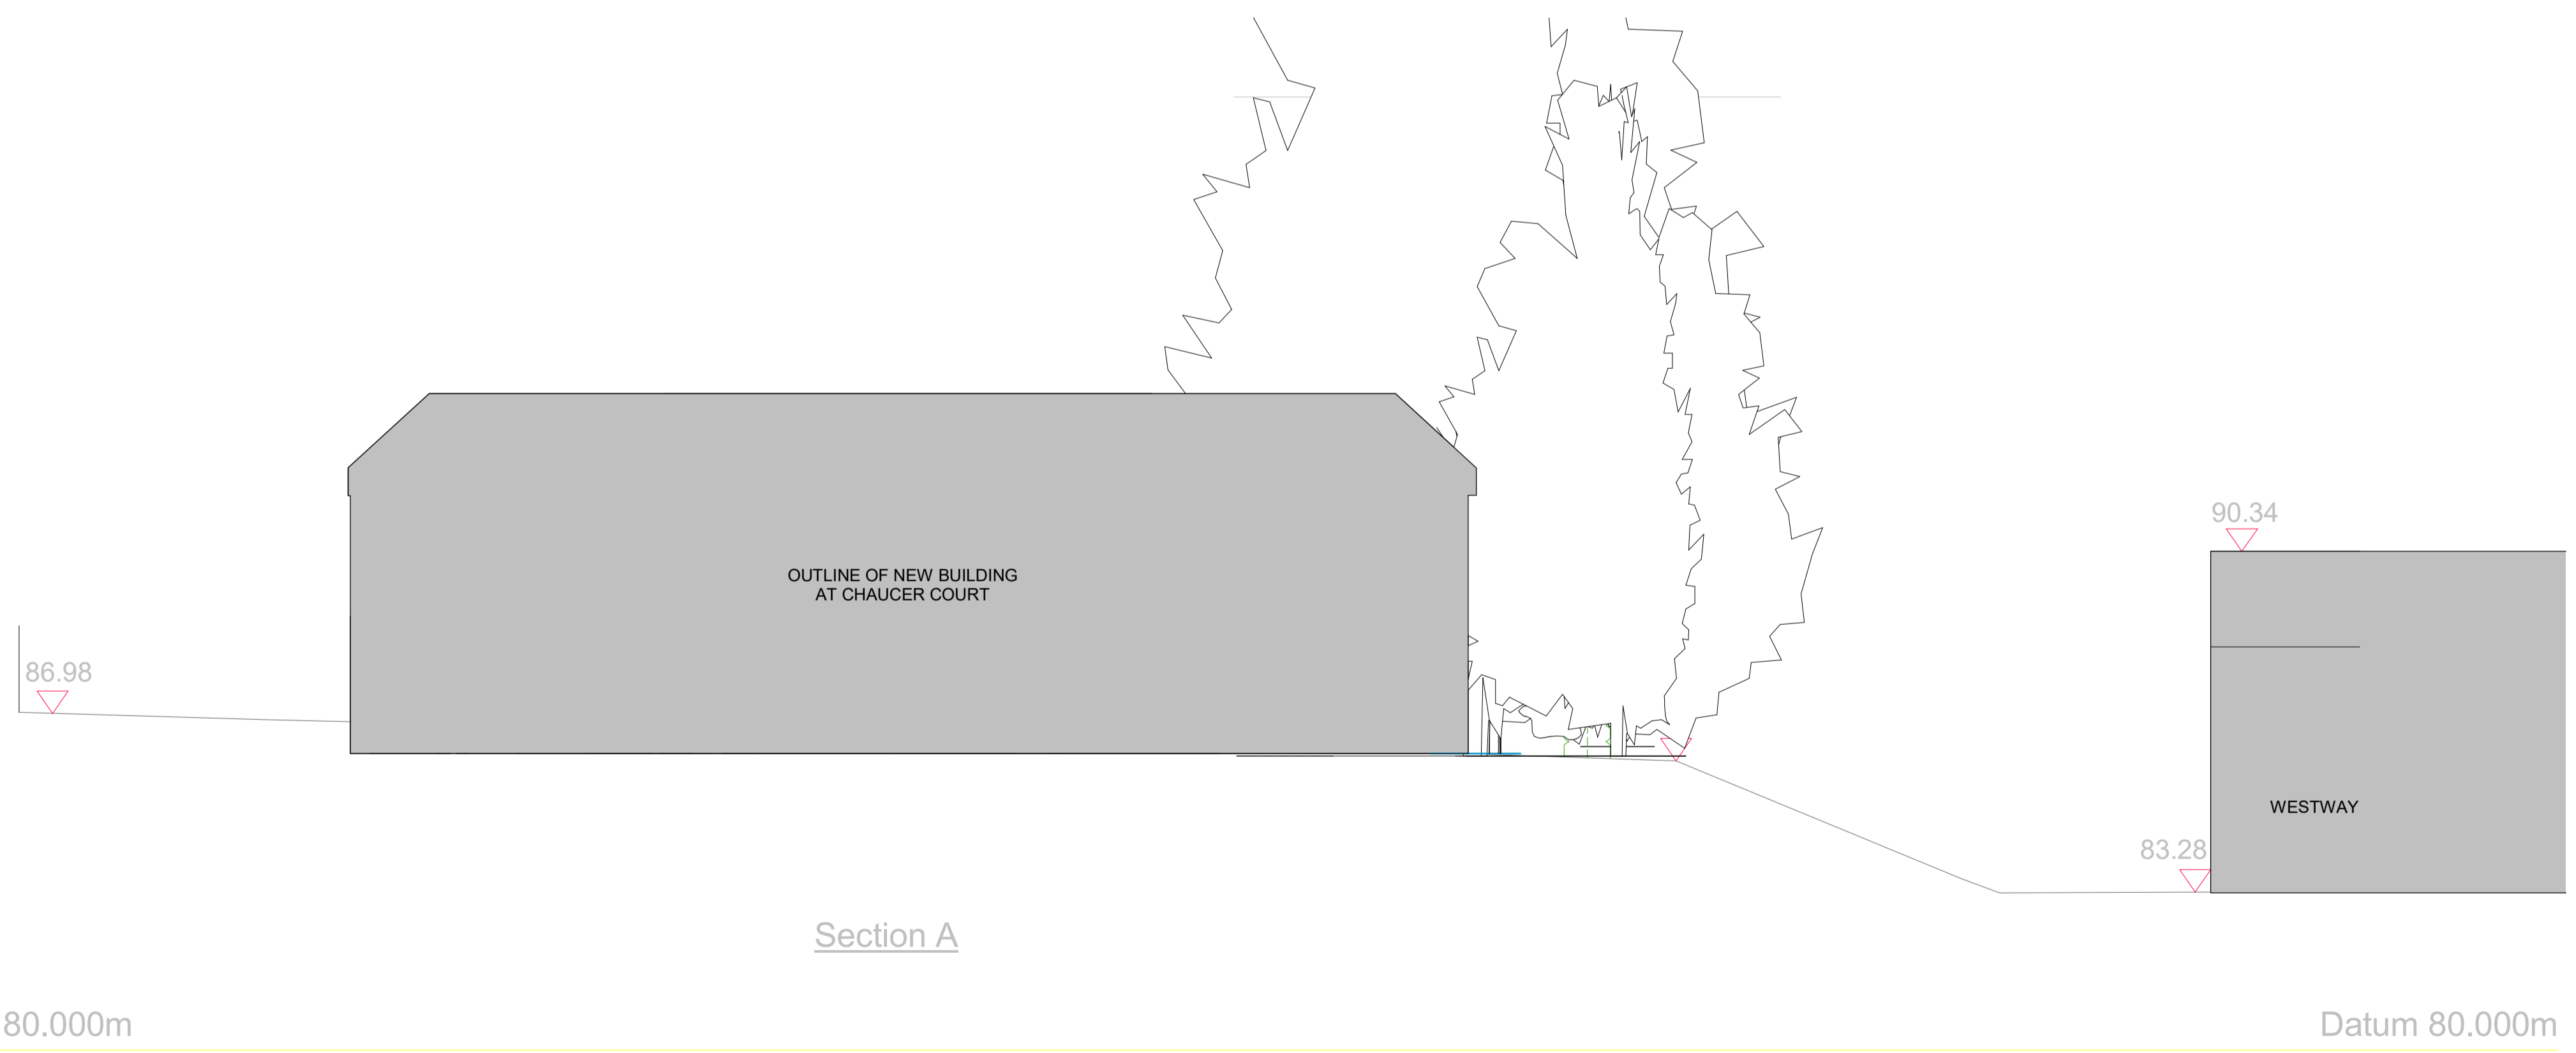 90.34
OUTLINE OF NEW BUILDING
AT CHAUCER COURT
86.98
WESTWAY
83.28
Section A
80.000m
Datum 80.000m